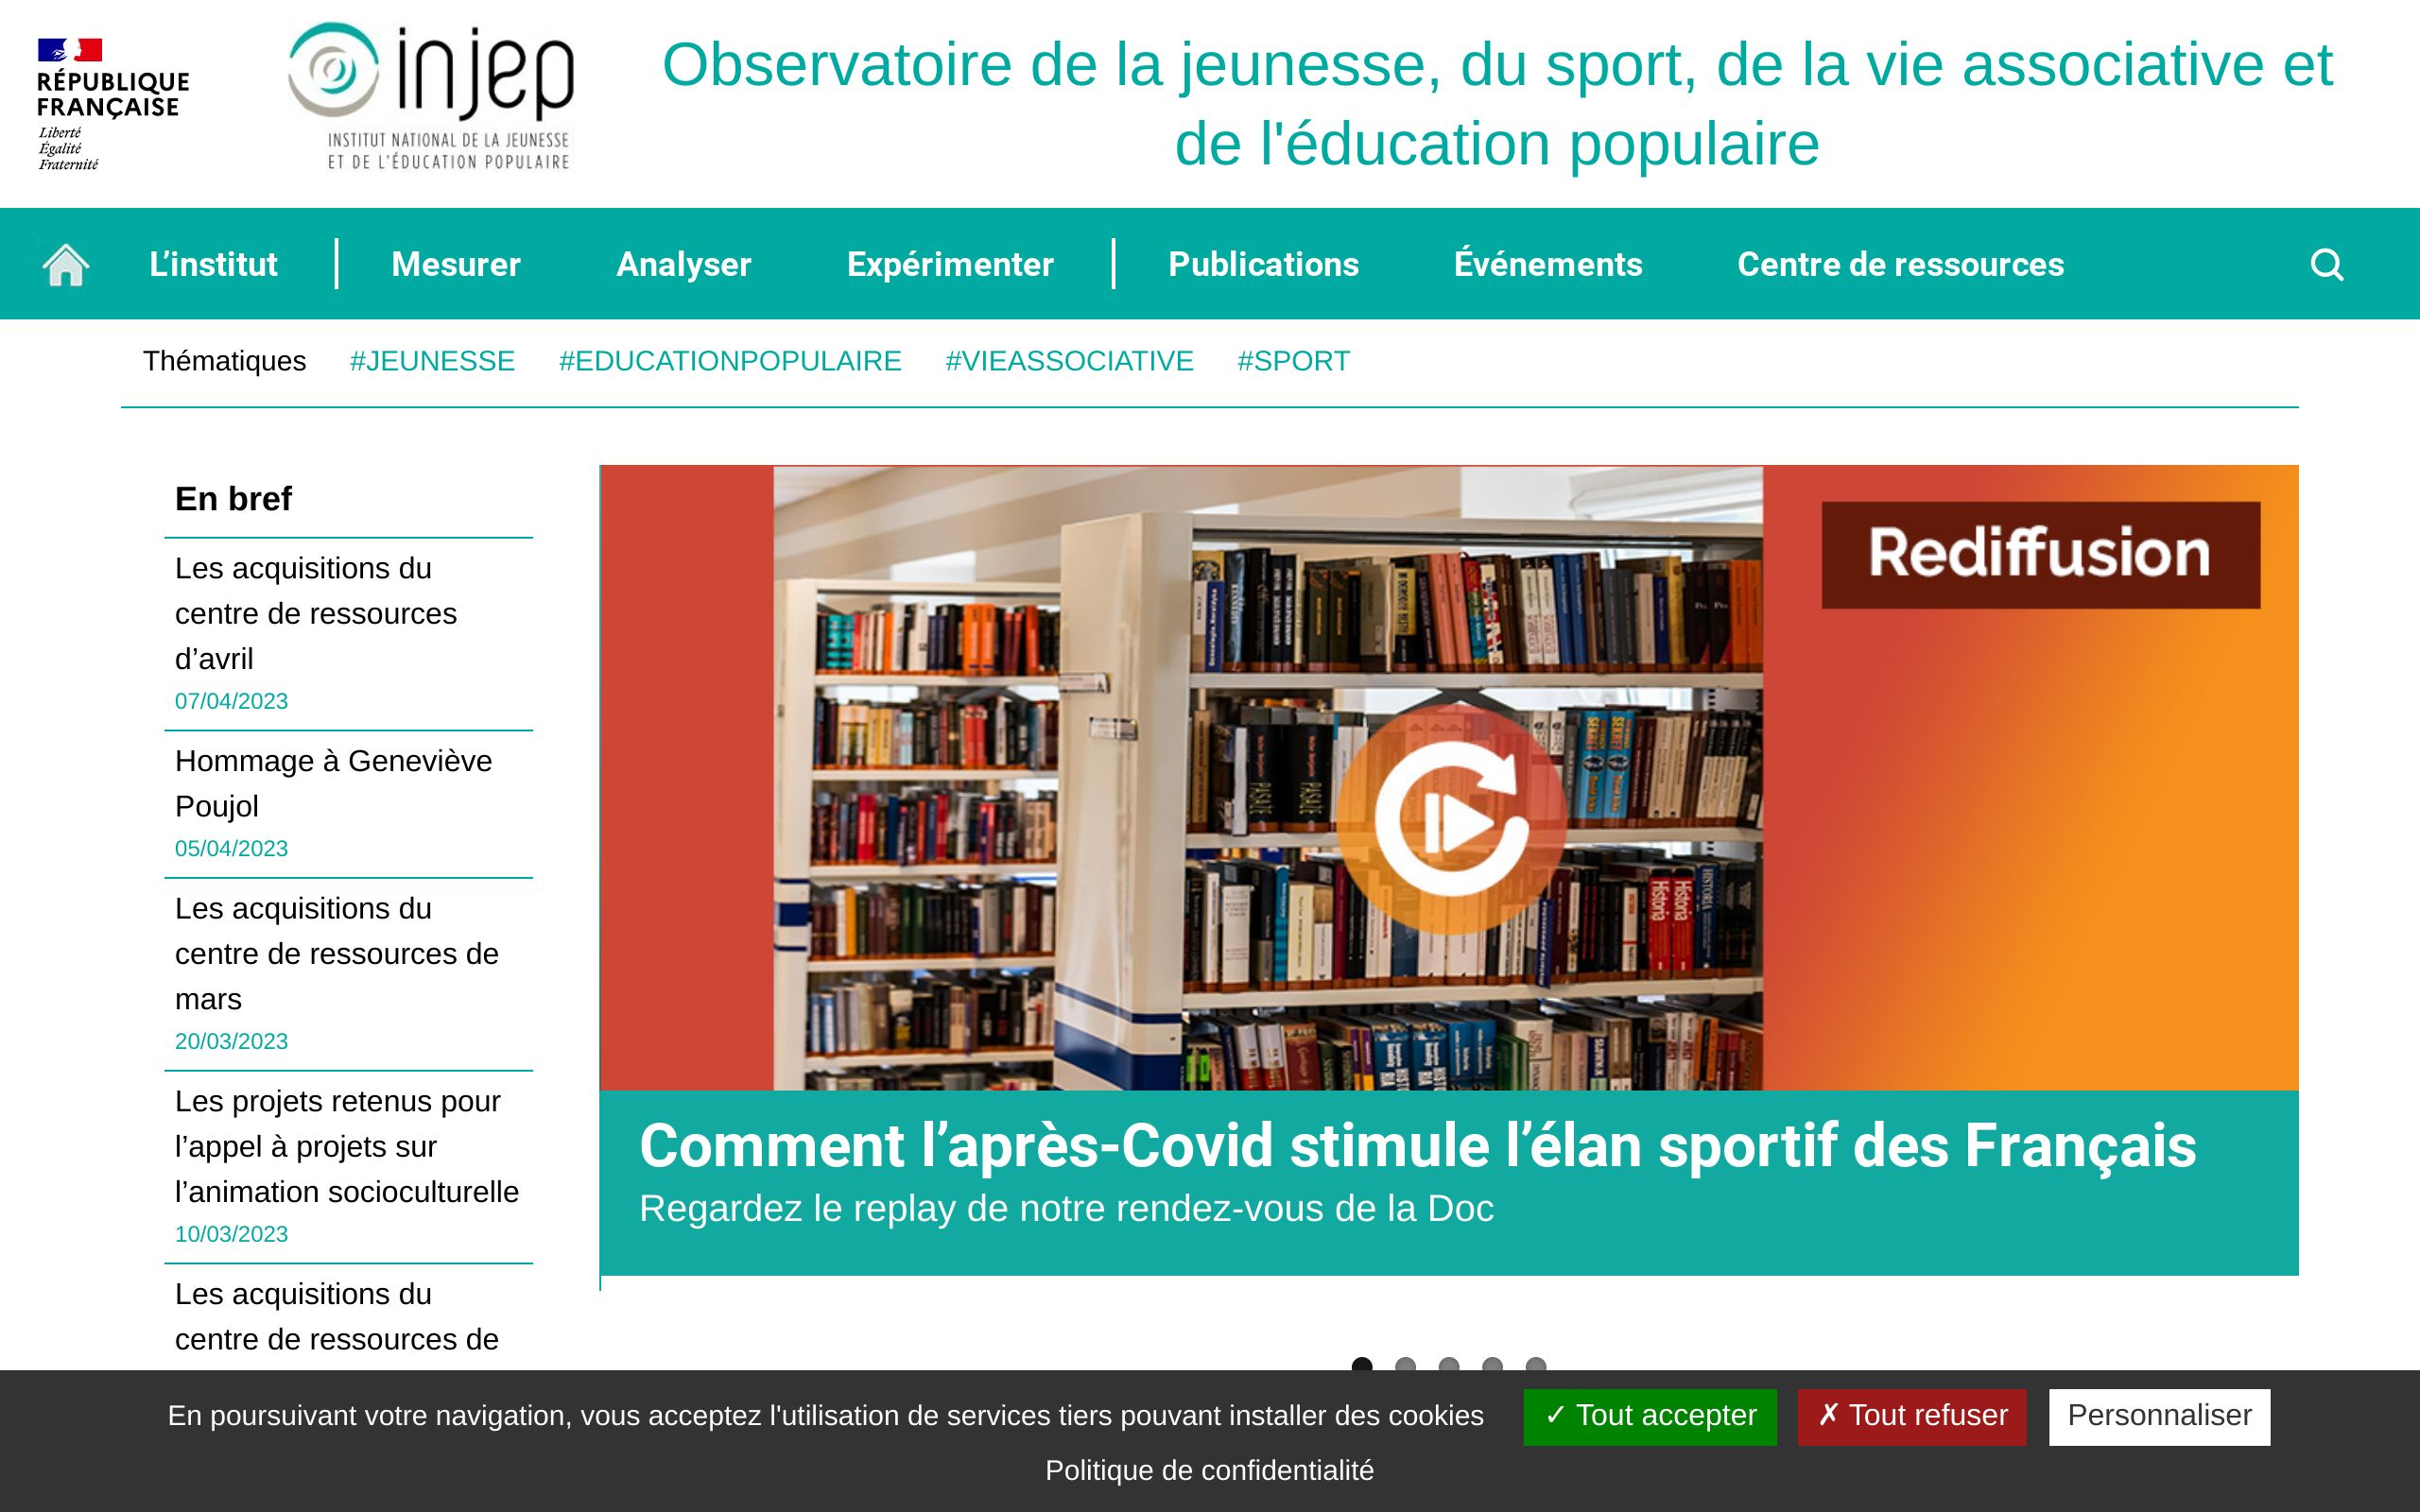 RÉPUBLIQUE
FRANÇAISE
Liberté
Égalité
Fraternité
injep
INSTITUT NATIONAL DE LA JEUNESSE
ET DE L'ÉDUCATION POPULAIRE
Observatoire de la jeunesse, du sport, de la vie associative et
de l'éducation populaire
L’institut
Mesurer
Analyser
Expérimenter
Publications
Événements
Centre de ressources
Thématiques #JEUNESSE #EDUCATIONPOPULAIRE #VIEASSOCIATIVE #SPORT
En bref
Les acquisitions du
centre de ressources
d’avril
07/04/2023
Hommage à Geneviève
Poujol
05/04/2023
Les acquisitions du
centre de ressources de
mars
20/03/2023
Les projets retenus pour
l’appel à projets sur
l’animation socioculturelle
10/03/2023
Les acquisitions du
centre de ressources de
Rediffusion
Comment l’après-Covid stimule l’élan sportif des Français
Regardez le replay de notre rendez-vous de la Doc
En poursuivant votre navigation, vous acceptez l'utilisation de services tiers pouvant installer des cookies
✓ Tout accepter
✗ Tout refuser
Personnaliser
Politique de confidentialité